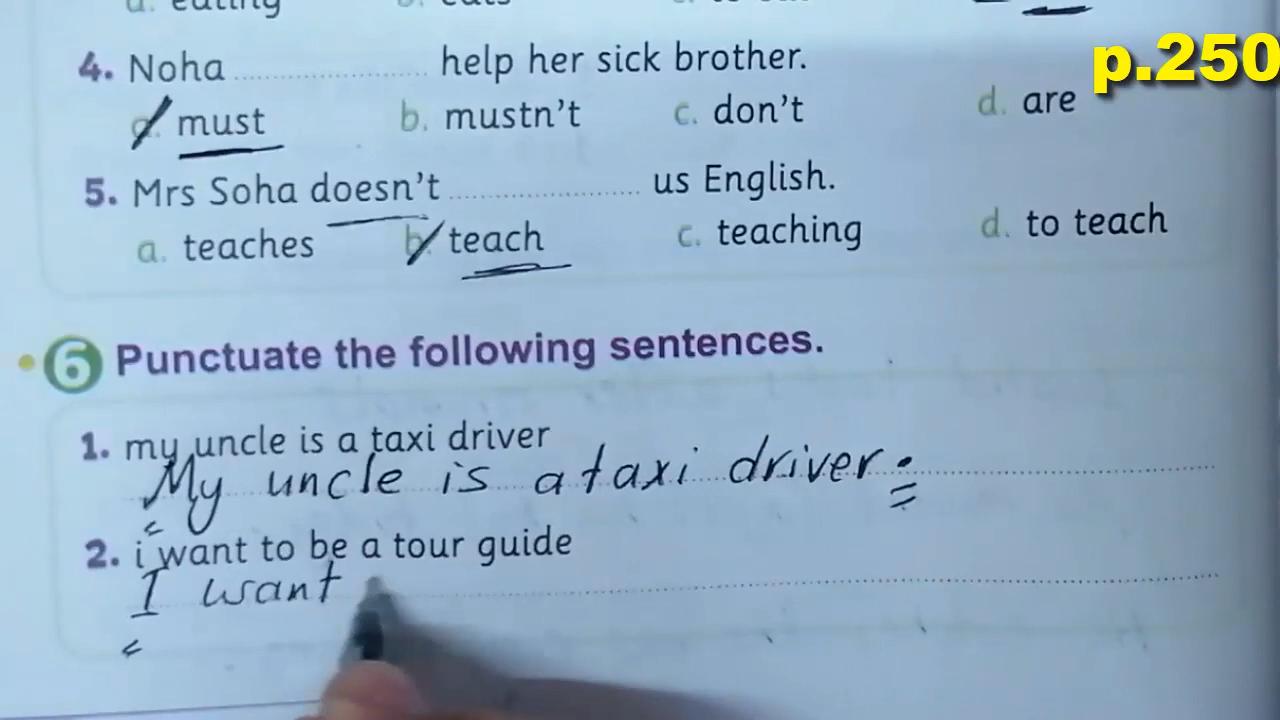 p.250
4. Noha ........................ help her sick brother.
a. must b. mustn't c. don't d. are
5. Mrs Soha doesn't ........................ us English.
a. teaches b. teach c. teaching d. to teach
6 Punctuate the following sentences.
1. my uncle is a taxi driver
My uncle is a taxi driver.
2. i want to be a tour guide
I want